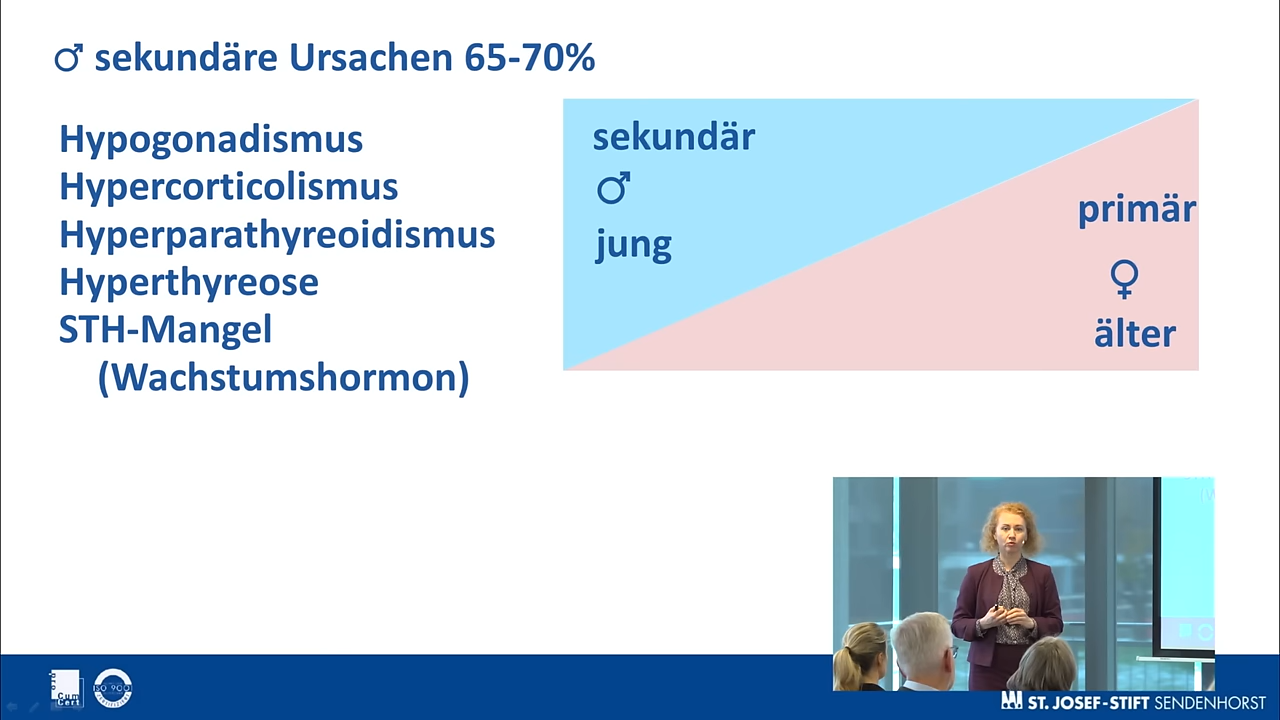 ♂ sekundäre Ursachen 65-70%
Hypogonadismus
Hypercorticolismus
Hyperparathyreoidismus
Hyperthyreose
STH-Mangel
(Wachstumshormon)
sekundär
♂
jung
primär
♀
älter
pro
Cum
Cert
ISO 9001
ST. JOSEF-STIFT SENDENHORST